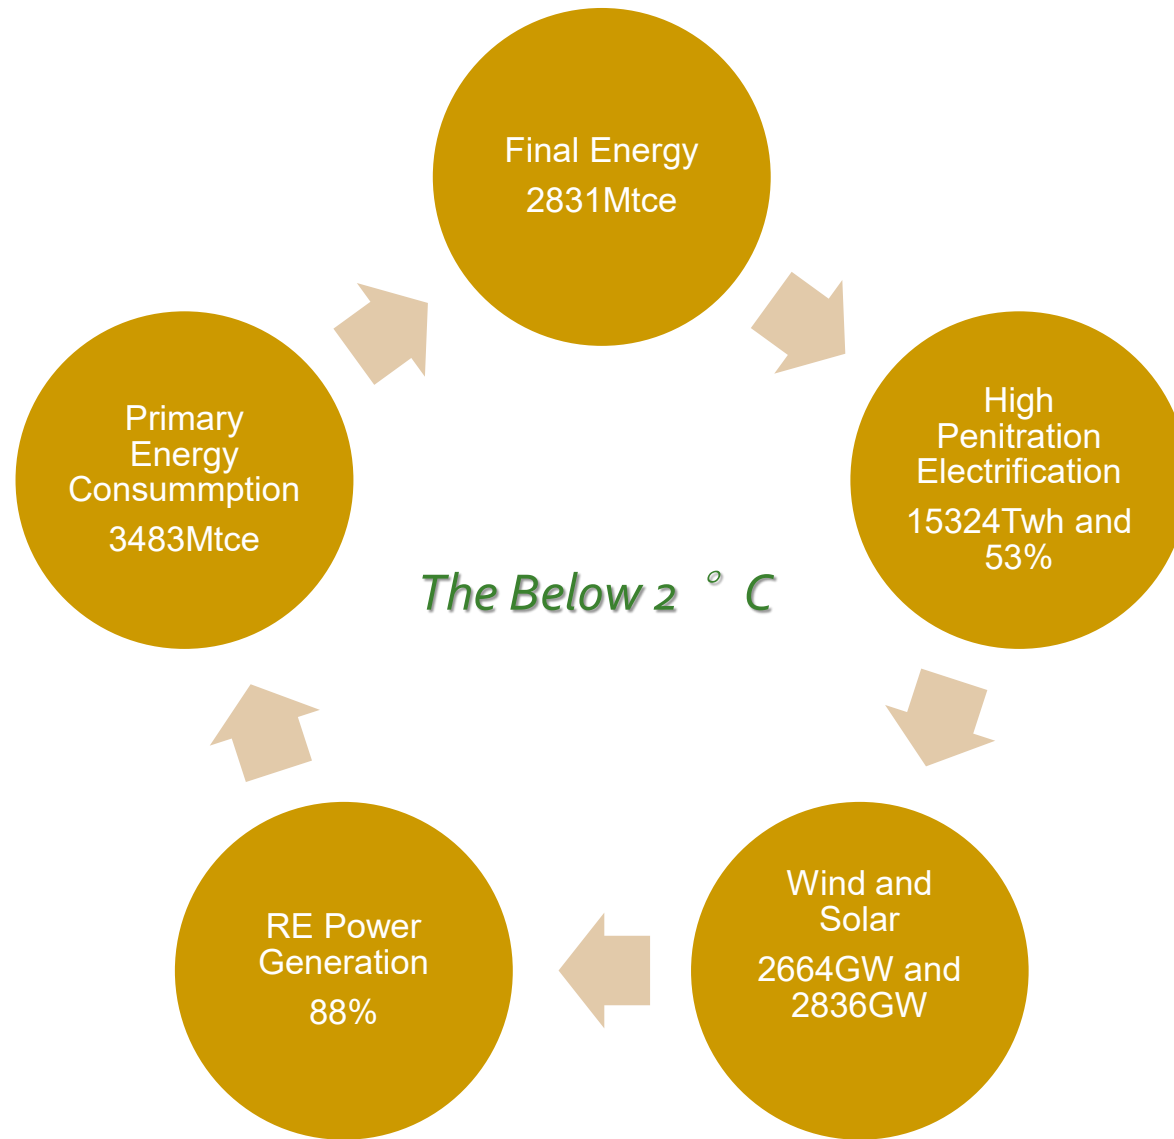 Final Energy
2831Mtce
High
Penitration
Electrification
15324Twh and
53%
Wind and
Solar
2664GW and
2836GW
RE Power
Generation
88%
Primary
Energy
Consummption
3483Mtce
The Below 2 ° C